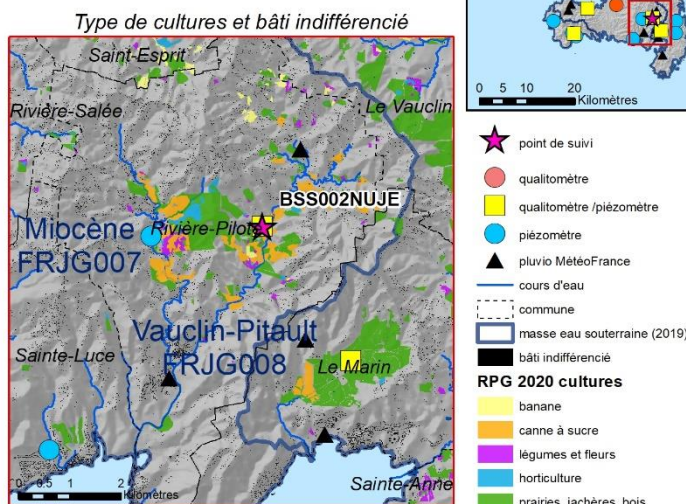 Type de cultures et bâti indifférencié
Saint-Esprit
Rivière-Salée
Le Vauclin
BSS002NUJE
Rivière-Pilote
Miocène
FRJG007
Vauclin-Pitault
FRJG008
Sainte-Luce
Le Marin
Sainte-Anne
0 0.5 1 2
Kilomètres
0 5 10 20
Kilomètres
point de suivi
qualitomètre
qualitomètre /piézomètre
piézomètre
pluvio MétéoFrance
cours d'eau
commune
masse eau souterraine (2019)
bâti indifférencié
RPG 2020 cultures
banane
canne à sucre
légumes et fleurs
horticulture
prairies, jachères, bois